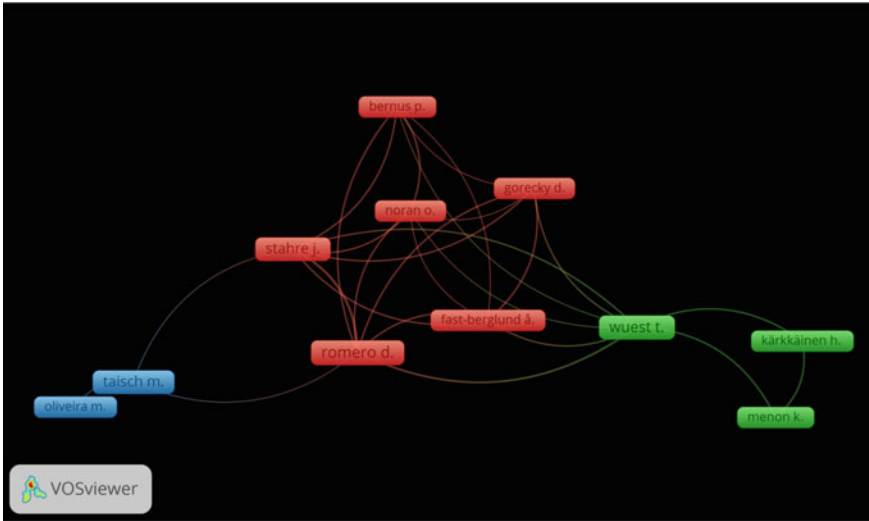 bernus p.
gorecky d.
noran o.
stahre j.
fast-berglund å.
wuest t.
kärkkäinen h.
romero d.
taisch m.
oliveira m.
menon k.
VOSviewer